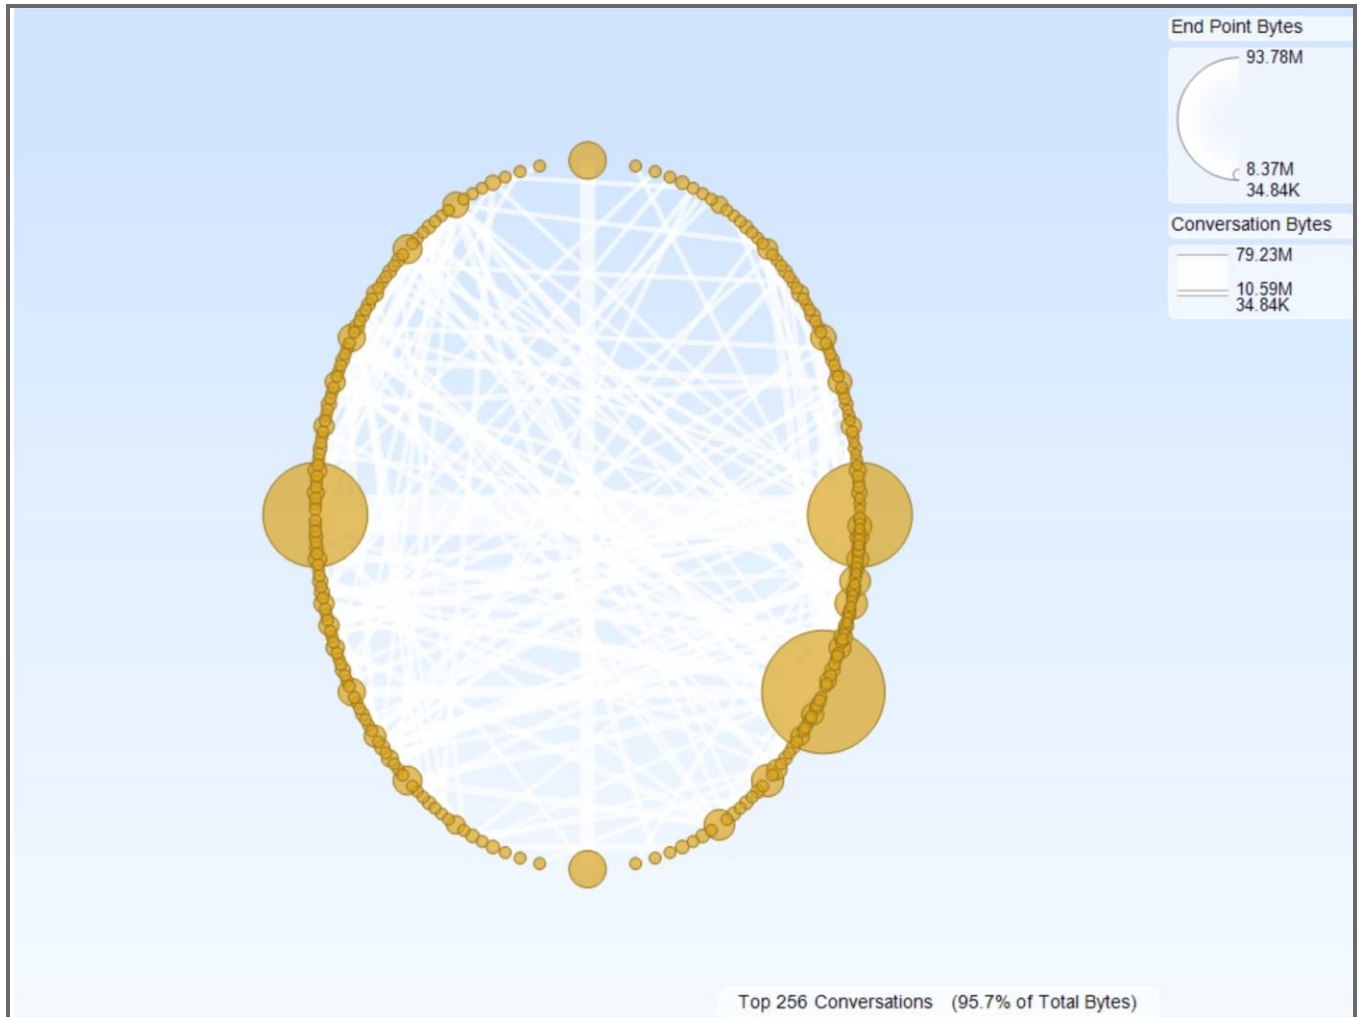 End Point Bytes
93.78M
8.37M
34.84K
Conversation Bytes
79.23M
10.59M
34.84K
Top 256 Conversations (95.7% of Total Bytes)